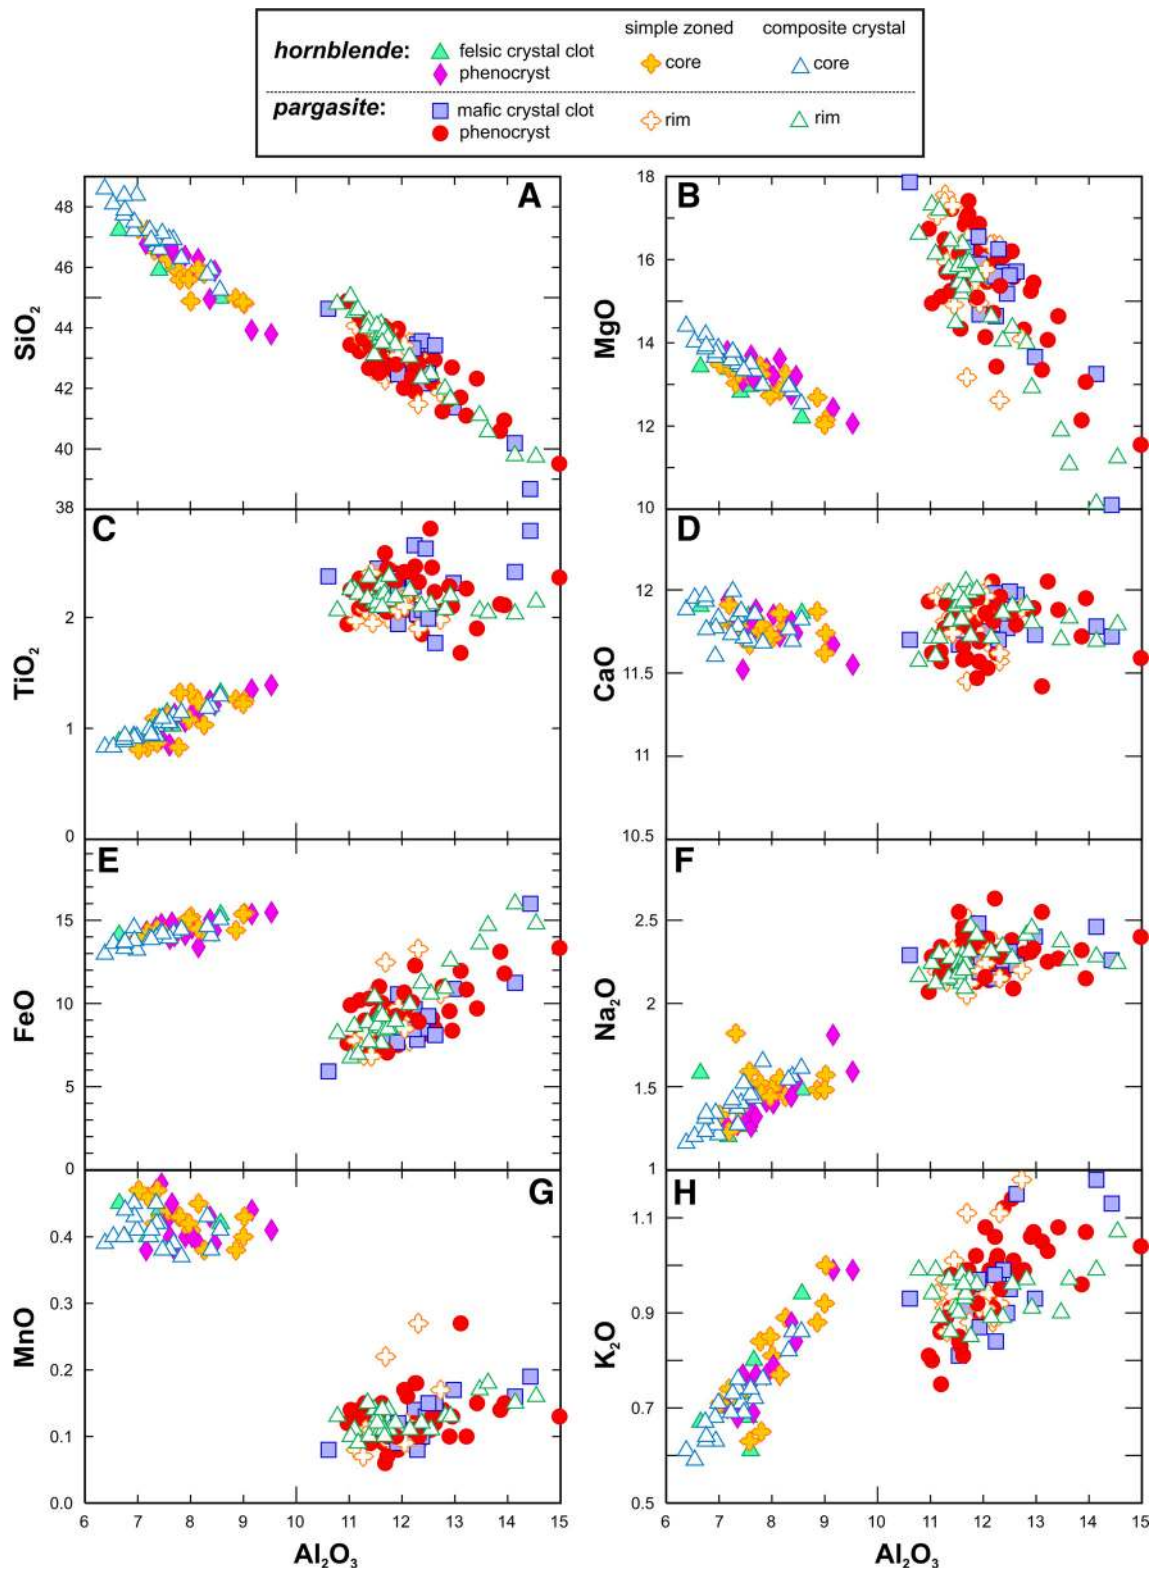 simple zoned composite crystal
hornblende: felsic crystal clot core core
phenocryst
pargasite: mafic crystal clot rim rim
phenocryst
A
SiO2
48
46
44
42
40
38
B
MgO
18
16
14
12
10
C
TiO2
2
1
0
D
CaO
12
11.5
11
10.5
E
FeO
15
10
5
0
F
Na2O
2.5
2
1.5
1
G
MnO
0.4
0.3
0.2
0.1
0.0
6 7 8 9 10 11 12 13 14 15
Al2O3
H
K2O
1.1
0.9
0.7
0.5
6 7 8 9 10 11 12 13 14 15
Al2O3